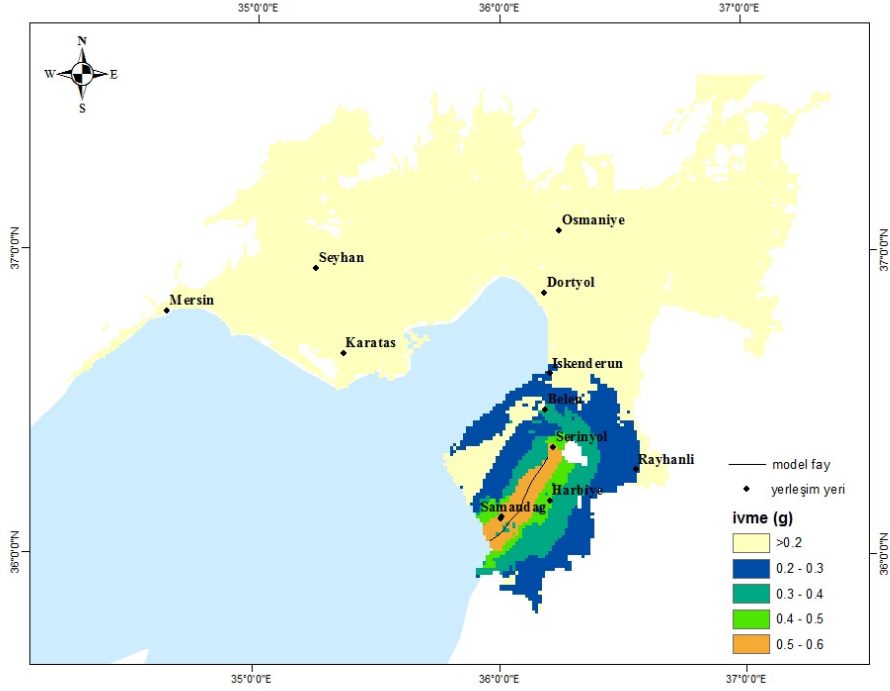 35°0'0"E 36°0'0"E 37°0'0"E
N
W E
S
Osmaniye
37°0'0"N 37°0'0"N
Seyhan
Dortyol
Mersin
Karatas
Iskenderun
Belen
Serinyol
Rayhanli
Harbiye
Samandag
model fay
yerleşim yeri
ivme (g)
>0.2
0.2 - 0.3
0.3 - 0.4
0.4 - 0.5
0.5 - 0.6
36°0'0"N 36°0'0"N
35°0'0"E 36°0'0"E 37°0'0"E